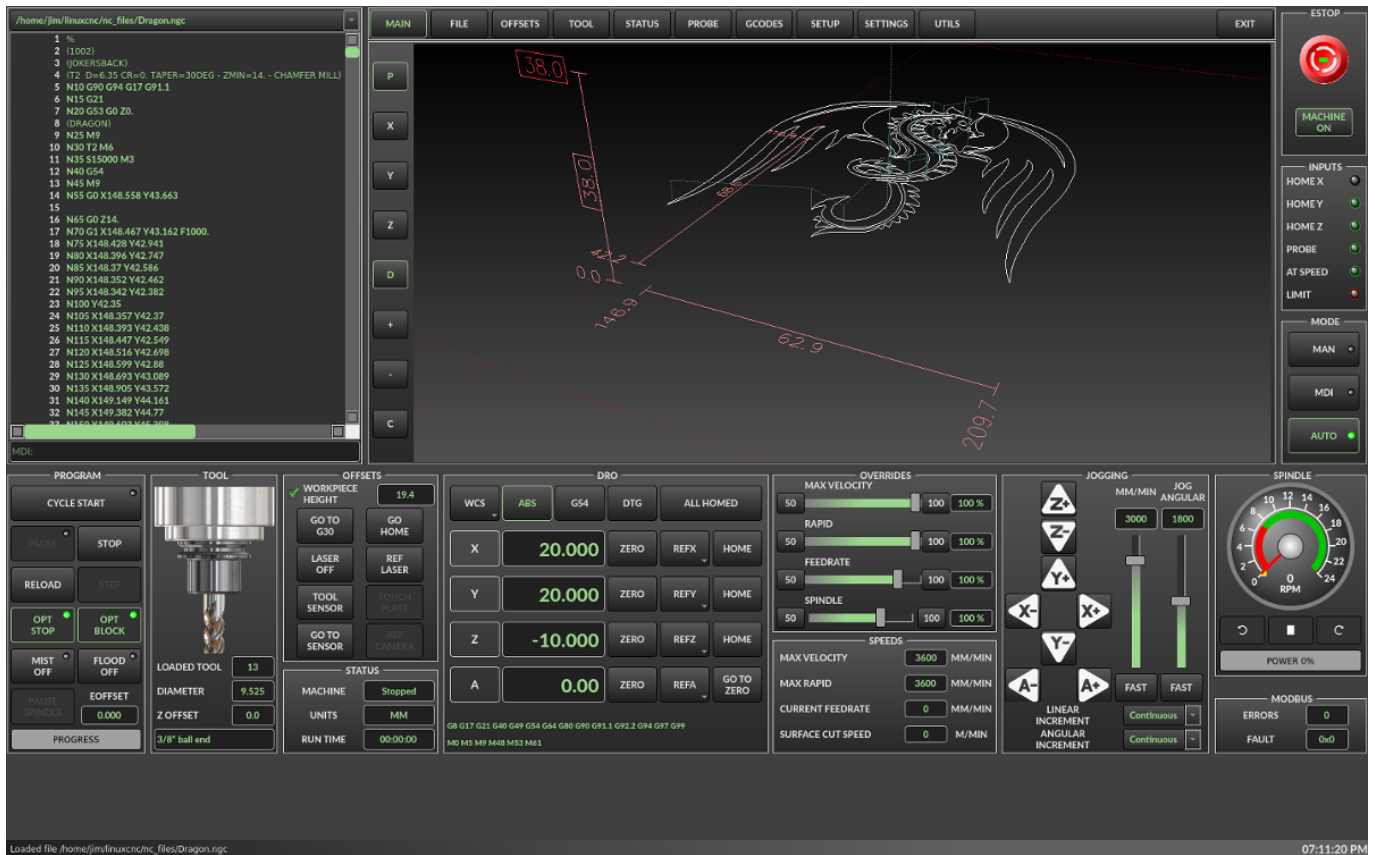 /home/jim/linuxcnc/nc_files/Dragon.ngc
1 %
2 (1002)
3 (JOKERSBACK)
4 (T2 D=6.35 CR=0. TAPER=30DEG - ZMIN=14. - CHAMFER MILL)
5 N10 G90 G94 G17 G91.1
6 N15 G21
7 N20 G53 G0 Z0.
8 (DRAGON)
9 N25 M9
10 N30 T2 M6
11 N35 S15000 M3
12 N40 G54
13 N45 M9
14 N55 G0 X148.558 Y43.663
15
16 N65 G0 Z14.
17 N70 G1 X148.467 Y43.162 F1000.
18 N75 X148.428 Y42.941
19 N80 X148.396 Y42.747
20 N85 X148.37 Y42.586
21 N90 X148.352 Y42.462
22 N95 X148.342 Y42.382
23 N100 Y42.35
24 N105 X148.357 Y42.37
25 N110 X148.393 Y42.438
26 N115 X148.447 Y42.549
27 N120 X148.516 Y42.698
28 N125 X148.599 Y42.88
29 N130 X148.693 Y43.089
30 N135 X148.905 Y43.572
31 N140 X149.149 Y44.161
32 N145 X149.382 Y44.77
MDI:
MAIN FILE OFFSETS TOOL STATUS PROBE GCODES SETUP SETTINGS UTILS EXIT
P
X
Y
Z
D
+
-
C
38.0
38.0
68.6
42.2
0.0
146.9
62.9
209.7
ESTOP
MACHINE
ON
INPUTS
HOME X
HOME Y
HOME Z
PROBE
AT SPEED
LIMIT
MODE
MAN
MDI
AUTO
PROGRAM
CYCLE START
PAUSE STOP
RELOAD STEP
OPT STOP OPT BLOCK
MIST OFF FLOOD OFF
PAUSE SPINDLE EOFFSET
0.000
PROGRESS
TOOL
LOADED TOOL 13
DIAMETER 9.525
Z OFFSET 0.0
3/8" ball end
OFFSETS
WORKPIECE HEIGHT 19.4
GO TO G30 GO HOME
LASER OFF REF LASER
TOOL SENSOR TOUCH PLATE
GO TO SENSOR REF CAMERA
STATUS
MACHINE Stopped
UNITS MM
RUN TIME 00:00:00
DRO
WCS ABS G54 DTG ALL HOMED
X 20.000 ZERO REFX HOME
Y 20.000 ZERO REFY HOME
Z -10.000 ZERO REFZ HOME
A 0.00 ZERO REFA GO TO ZERO
G8 G17 G21 G40 G49 G54 G64 G80 G90 G91.1 G92.2 G94 G97 G99
M0 M5 M9 M48 M53 M61
OVERRIDES
MAX VELOCITY
50 100 100 %
RAPID
50 100 100 %
FEEDRATE
50 100 100 %
SPINDLE
50 100 100 %
SPEEDS
MAX VELOCITY 3600 MM/MIN
MAX RAPID 3600 MM/MIN
CURRENT FEEDRATE 0 MM/MIN
SURFACE CUT SPEED 0 M/MIN
JOGGING
Z+
Z-
Y+
X- X+
Y-
A- A+
MM/MIN JOG ANGULAR
3000 1800
FAST FAST
LINEAR INCREMENT Continuous
ANGULAR INCREMENT Continuous
SPINDLE
0 2 4 6 8 10 12 14 16 18 20 22 24
0
RPM
POWER 0%
MODBUS
ERRORS 0
FAULT 0x0
Loaded file /home/jim/linuxcnc/nc_files/Dragon.ngc
07:11:20 PM